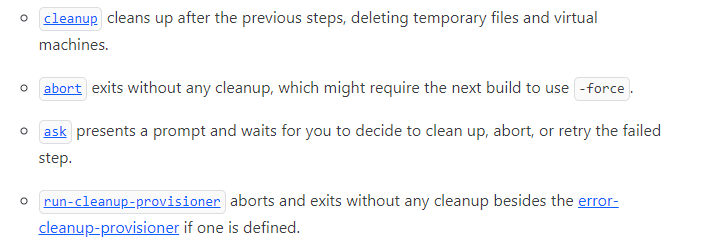 cleanup cleans up after the previous steps, deleting temporary files and virtual
machines.
abort exits without any cleanup, which might require the next build to use -force.
ask presents a prompt and waits for you to decide to clean up, abort, or retry the failed
step.
run-cleanup-provisioner aborts and exits without any cleanup besides the error-
cleanup-provisioner if one is defined.